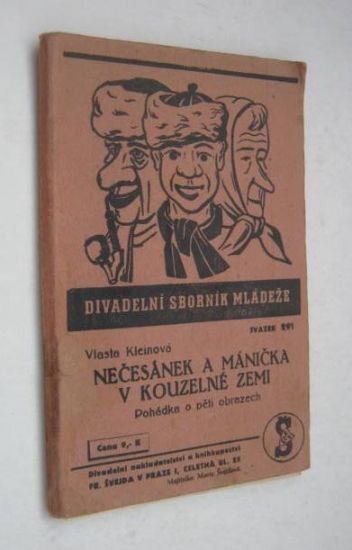 DIVADELNÍ SBORNÍK MLÁDEŽE
SVAZEK 291
Vlasta Kleinová
NEČESÁNEK A MÁNIČKA
V KOUZELNÉ ZEMI
Pohádka o pěti obrazech
Cena 9,- K
Divadelní nakladatelství a knihkupectví
FR. ŠVEJDA V PRAZE I, CELETNÁ UL.
Majitelka Marie Švejdová.
Š